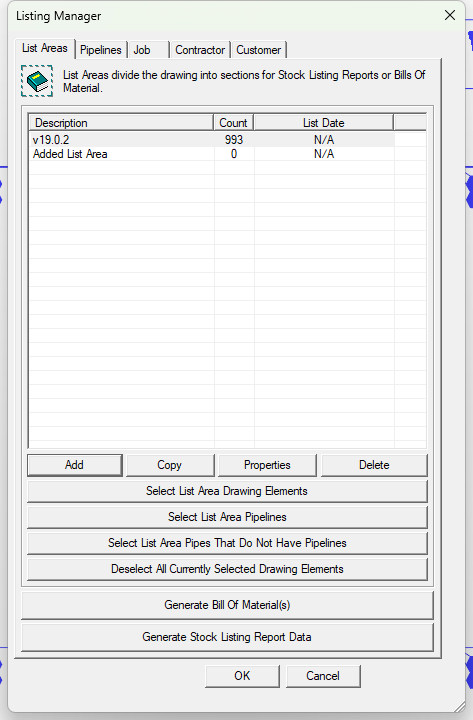 Listing Manager
List Areas Pipelines Job Contractor Customer
List Areas divide the drawing into sections for Stock Listing Reports or Bills Of
Material.
Description Count List Date
v19.0.2 993 N/A
Added List Area 0 N/A
Add Copy Properties Delete
Select List Area Drawing Elements
Select List Area Pipelines
Select List Area Pipes That Do Not Have Pipelines
Deselect All Currently Selected Drawing Elements
Generate Bill Of Material(s)
Generate Stock Listing Report Data
OK Cancel